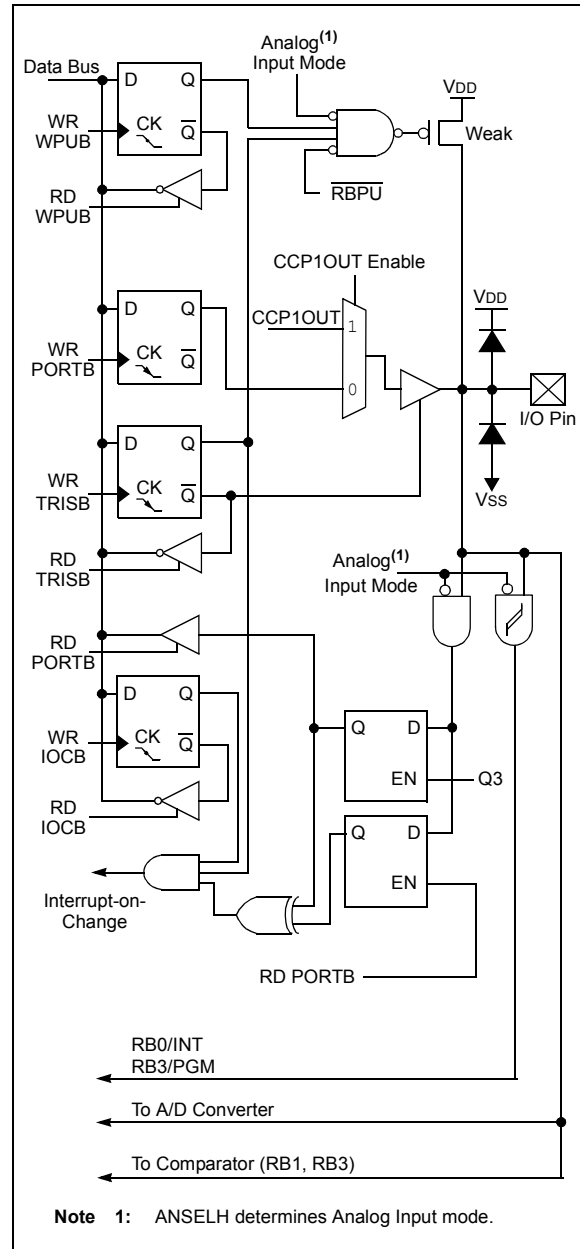 Analog(1)
Input Mode
Data Bus
D Q
VDD
WR
WPUB
CK
Q
Weak
RD
WPUB
RBPU
CCP1OUT Enable
D Q
CCP1OUT
1
VDD
WR
PORTB
CK
Q
0
I/O Pin
D Q
WR
TRISB
CK
Q
VSS
RD
TRISB
Analog(1)
Input Mode
RD
PORTB
D Q
Q D
WR
IOCB
CK
Q
EN
Q3
RD
IOCB
Q D
EN
Interrupt-on-
Change
RD PORTB
RB0/INT
RB3/PGM
To A/D Converter
To Comparator (RB1, RB3)
Note 1: ANSELH determines Analog Input mode.